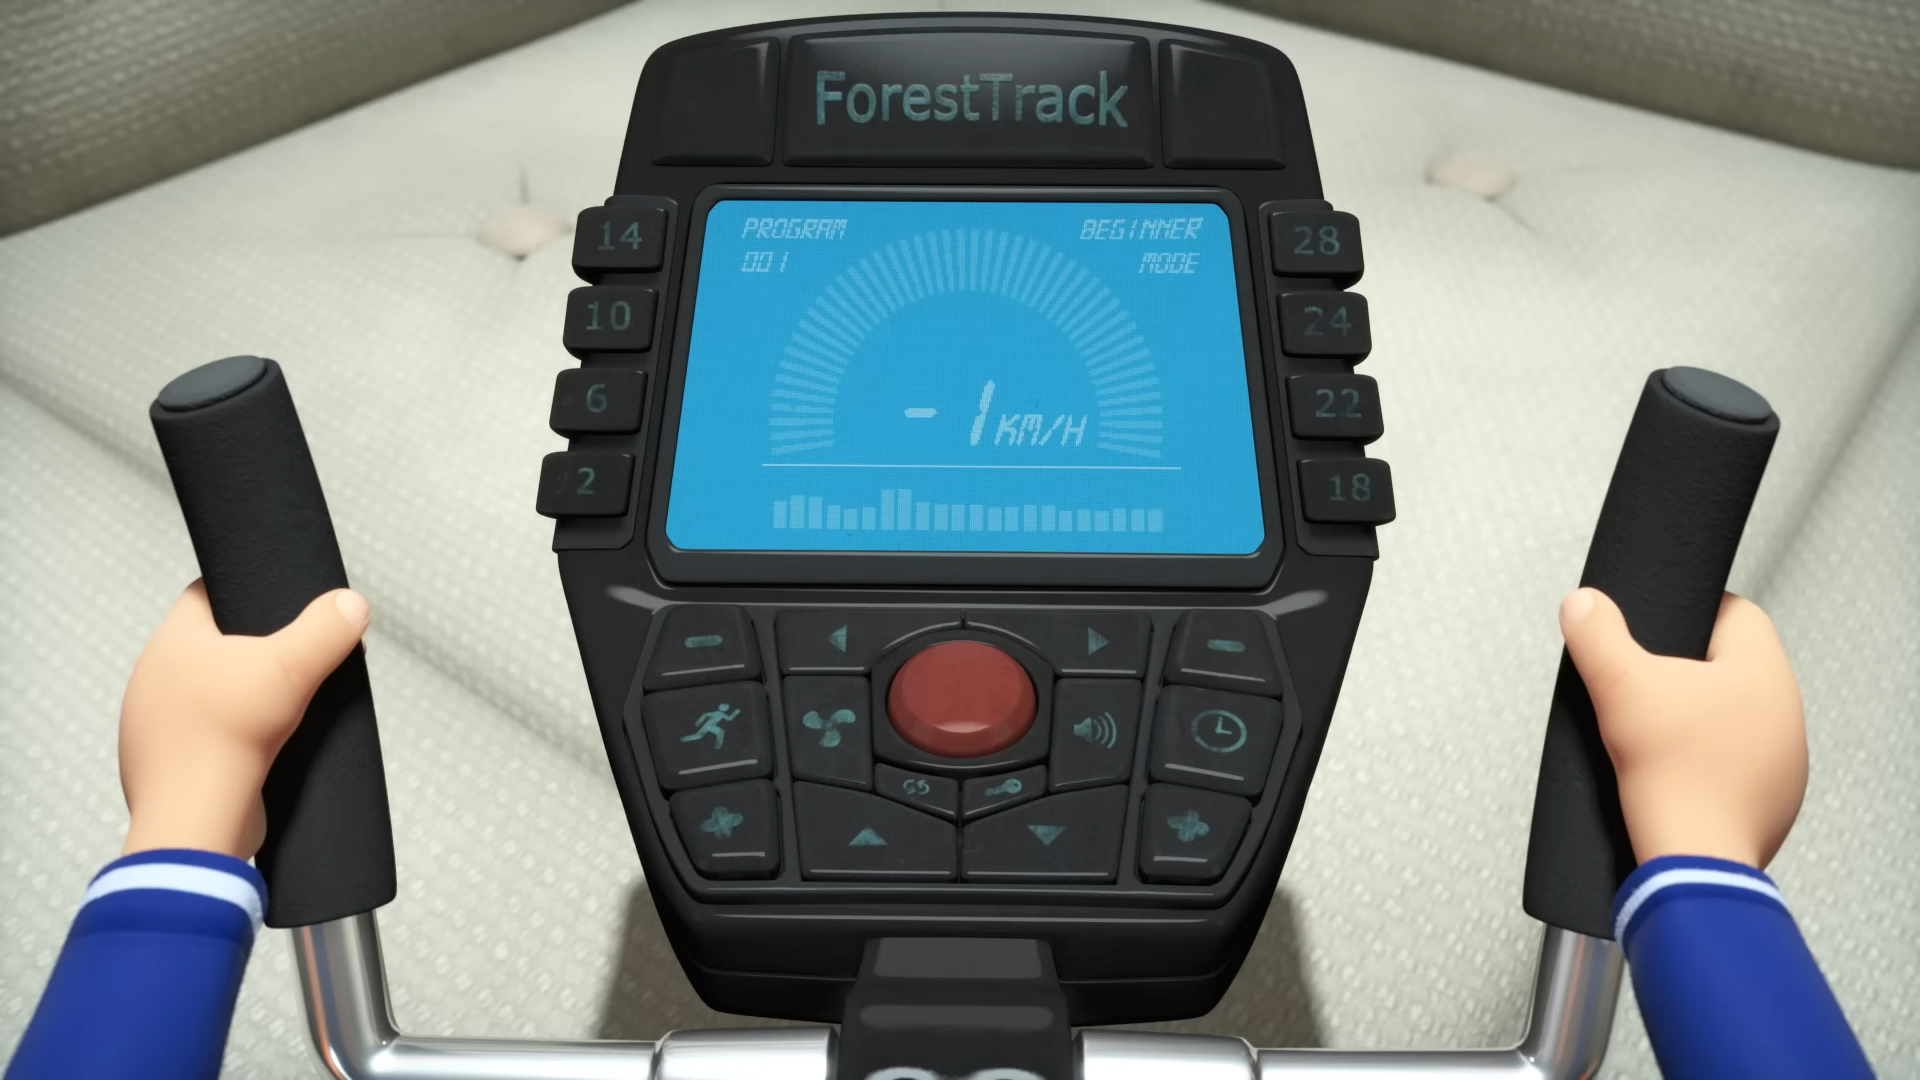 ForestTrack
PROGRAM
001
BEGINNER
MODE
-1 KM/H
14
10
6
2
28
24
22
18